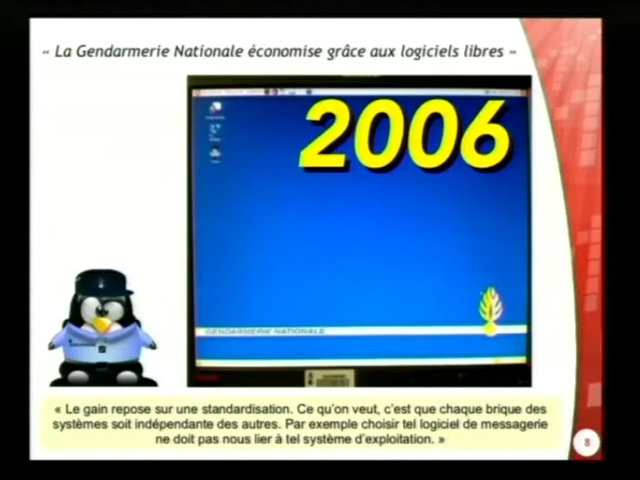 « La Gendarmerie Nationale économise grâce aux logiciels libres »
2006
GENDARMERIE NATIONALE
« Le gain repose sur une standardisation. Ce qu'on veut, c'est que chaque brique des
systèmes soit indépendante des autres. Par exemple choisir tel logiciel de messagerie
ne doit pas nous lier à tel système d'exploitation. »
8